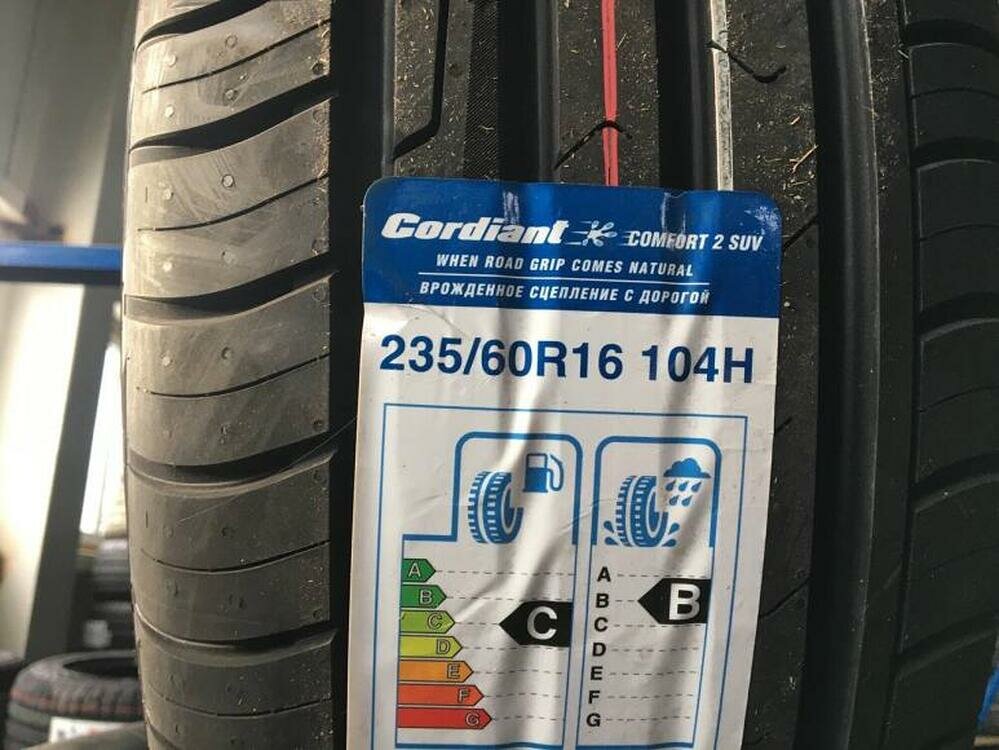 Cordiant COMFORT 2 SUV
WHEN ROAD GRIP COMES NATURAL
ВРОЖДЕННОЕ СЦЕПЛЕНИЕ С ДОРОГОЙ
235/60R16 104H
A
B
C
D
E
F
G
C
A
B
C
D
E
F
G
B